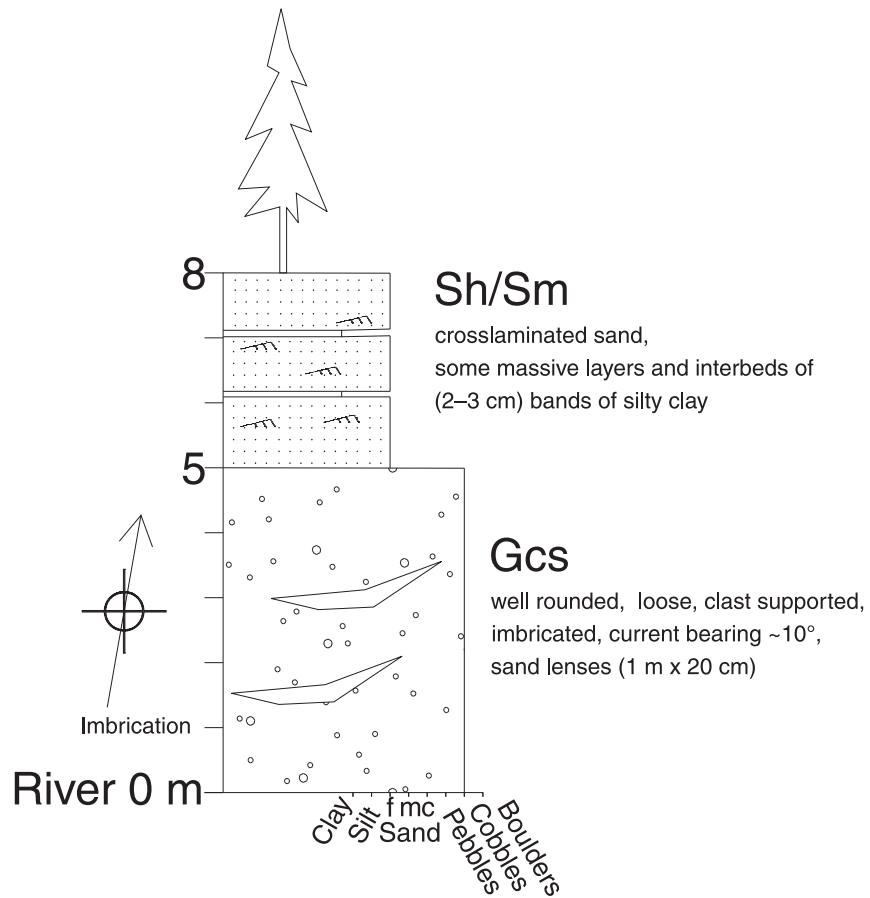 8
Sh/Sm
crosslaminated sand,
some massive layers and interbeds of
(2–3 cm) bands of silty clay
5
Gcs
well rounded, loose, clast supported,
imbricated, current bearing ~10°,
sand lenses (1 m x 20 cm)
Imbrication
River 0 m
Clay
Silt
f m c
Sand
Pebbles
Cobbles
Boulders